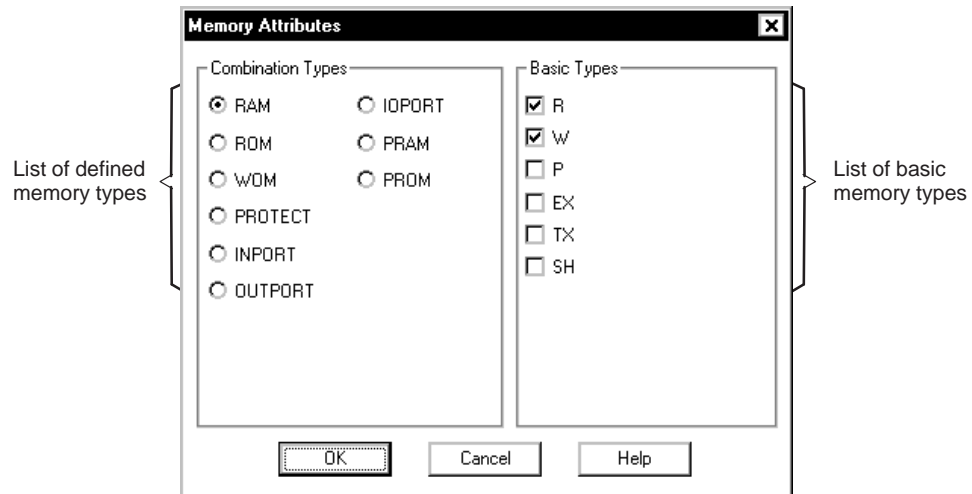 Memory Attributes
Combination Types
RAM
ROM
WOM
PROTECT
INPORT
OUTPORT
IOPORT
PRAM
PROM
Basic Types
R
W
P
EX
TX
SH
List of defined
memory types
List of basic
memory types
OK
Cancel
Help